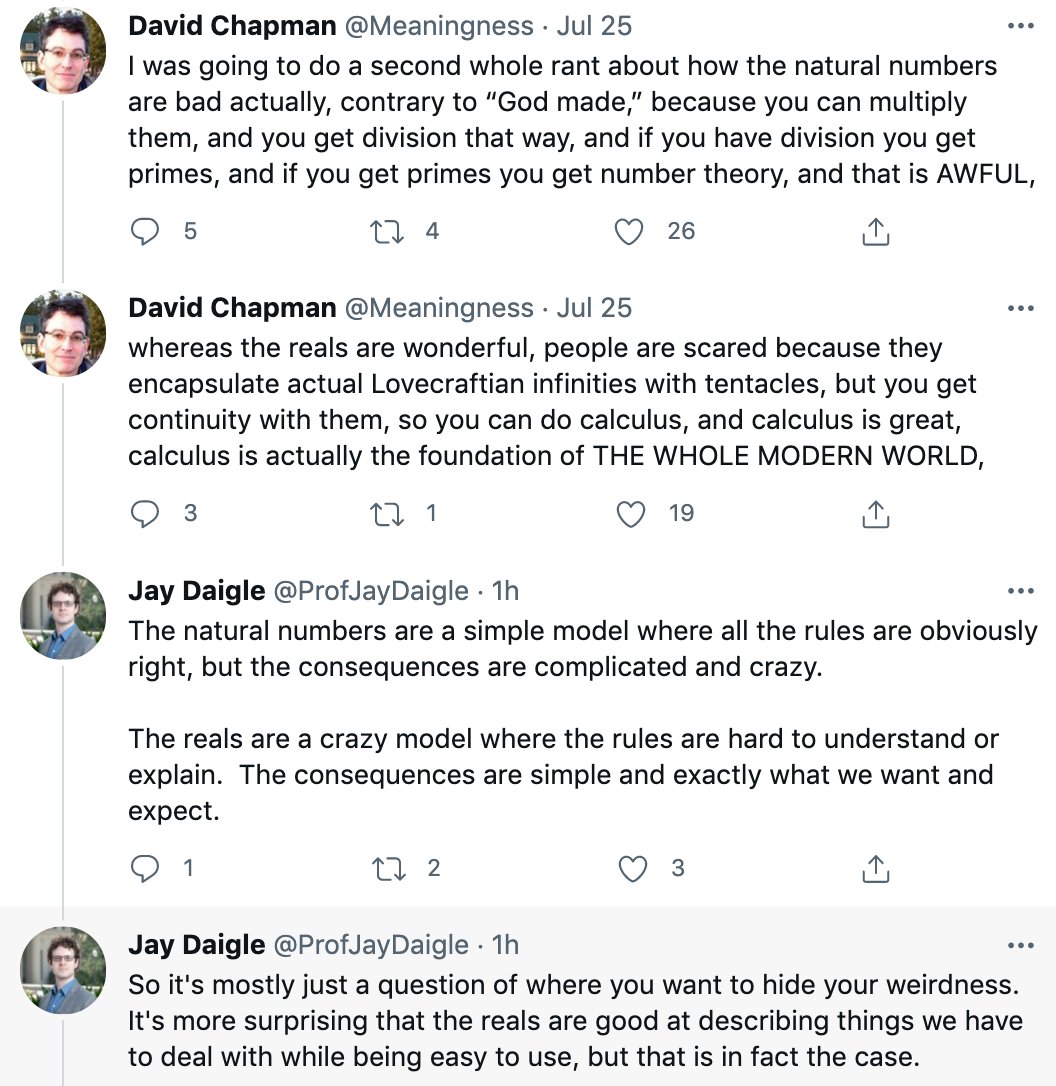 David Chapman @Meaningness · Jul 25
I was going to do a second whole rant about how the natural numbers
are bad actually, contrary to “God made,” because you can multiply
them, and you get division that way, and if you have division you get
primes, and if you get primes you get number theory, and that is AWFUL,
5 4 26
David Chapman @Meaningness · Jul 25
whereas the reals are wonderful, people are scared because they
encapsulate actual Lovecraftian infinities with tentacles, but you get
continuity with them, so you can do calculus, and calculus is great,
calculus is actually the foundation of THE WHOLE MODERN WORLD,
3 1 19
Jay Daigle @ProfJayDaigle · 1h
The natural numbers are a simple model where all the rules are obviously
right, but the consequences are complicated and crazy.
The reals are a crazy model where the rules are hard to understand or
explain.  The consequences are simple and exactly what we want and
expect.
1 2 3
Jay Daigle @ProfJayDaigle · 1h
So it's mostly just a question of where you want to hide your weirdness.
It's more surprising that the reals are good at describing things we have
to deal with while being easy to use, but that is in fact the case.